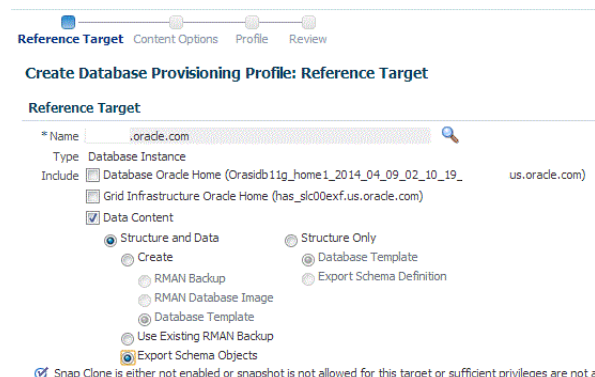 Reference Target Content Options Profile Review
Create Database Provisioning Profile: Reference Target
Reference Target
* Name .oracle.com
Type Database Instance
Include Database Oracle Home (Orasidb11g_home1_2014_04_09_02_10_19_ us.oracle.com)
Grid Infrastructure Oracle Home (has_slc00exf.us.oracle.com)
Data Content
Structure and Data Structure Only
Create Database Template
RMAN Backup Export Schema Definition
RMAN Database Image
Database Template
Use Existing RMAN Backup
Export Schema Objects
Snap Clone is either not enabled or snapshot is not allowed for this target or sufficient privileges are not a